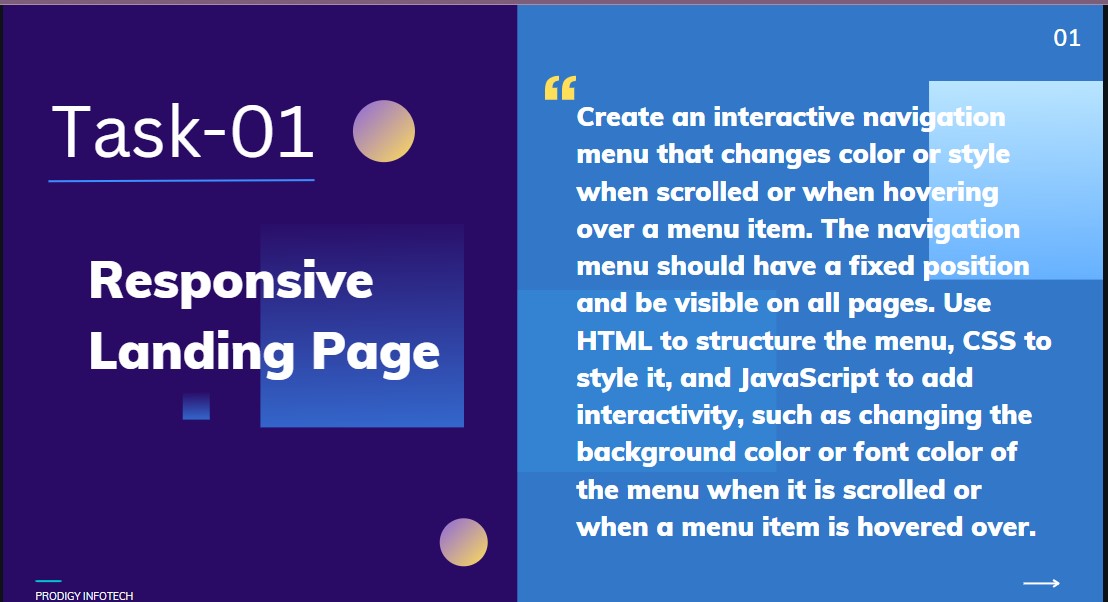 Task-01
Responsive
Landing Page
PRODIGY INFOTECH
01
“
Create an interactive navigation
menu that changes color or style
when scrolled or when hovering
over a menu item. The navigation
menu should have a fixed position
and be visible on all pages. Use
HTML to structure the menu, CSS to
style it, and JavaScript to add
interactivity, such as changing the
background color or font color of
the menu when it is scrolled or
when a menu item is hovered over.